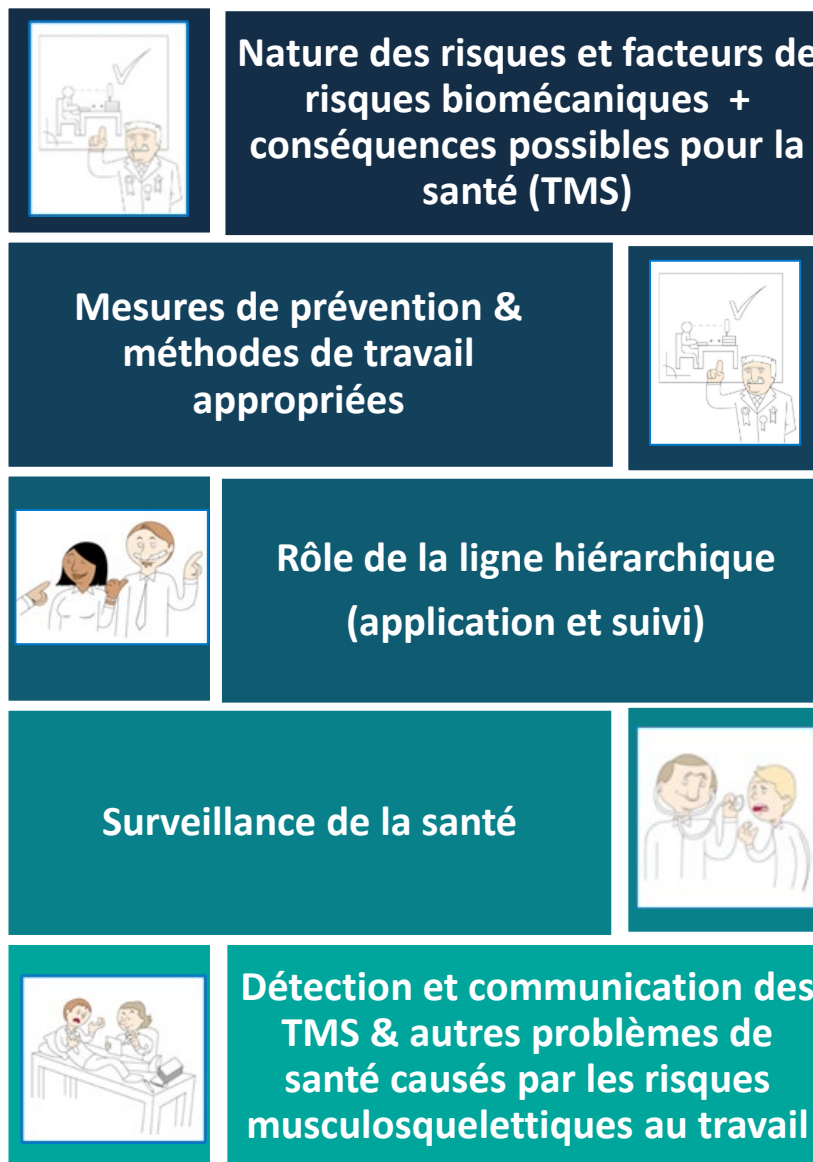 Nature des risques et facteurs de
risques biomécaniques +
conséquences possibles pour la
santé (TMS)
Mesures de prévention &
méthodes de travail
appropriées
Rôle de la ligne hiérarchique
(application et suivi)
Surveillance de la santé
Détection et communication des
TMS & autres problèmes de
santé causés par les risques
musculosquelettiques au travail